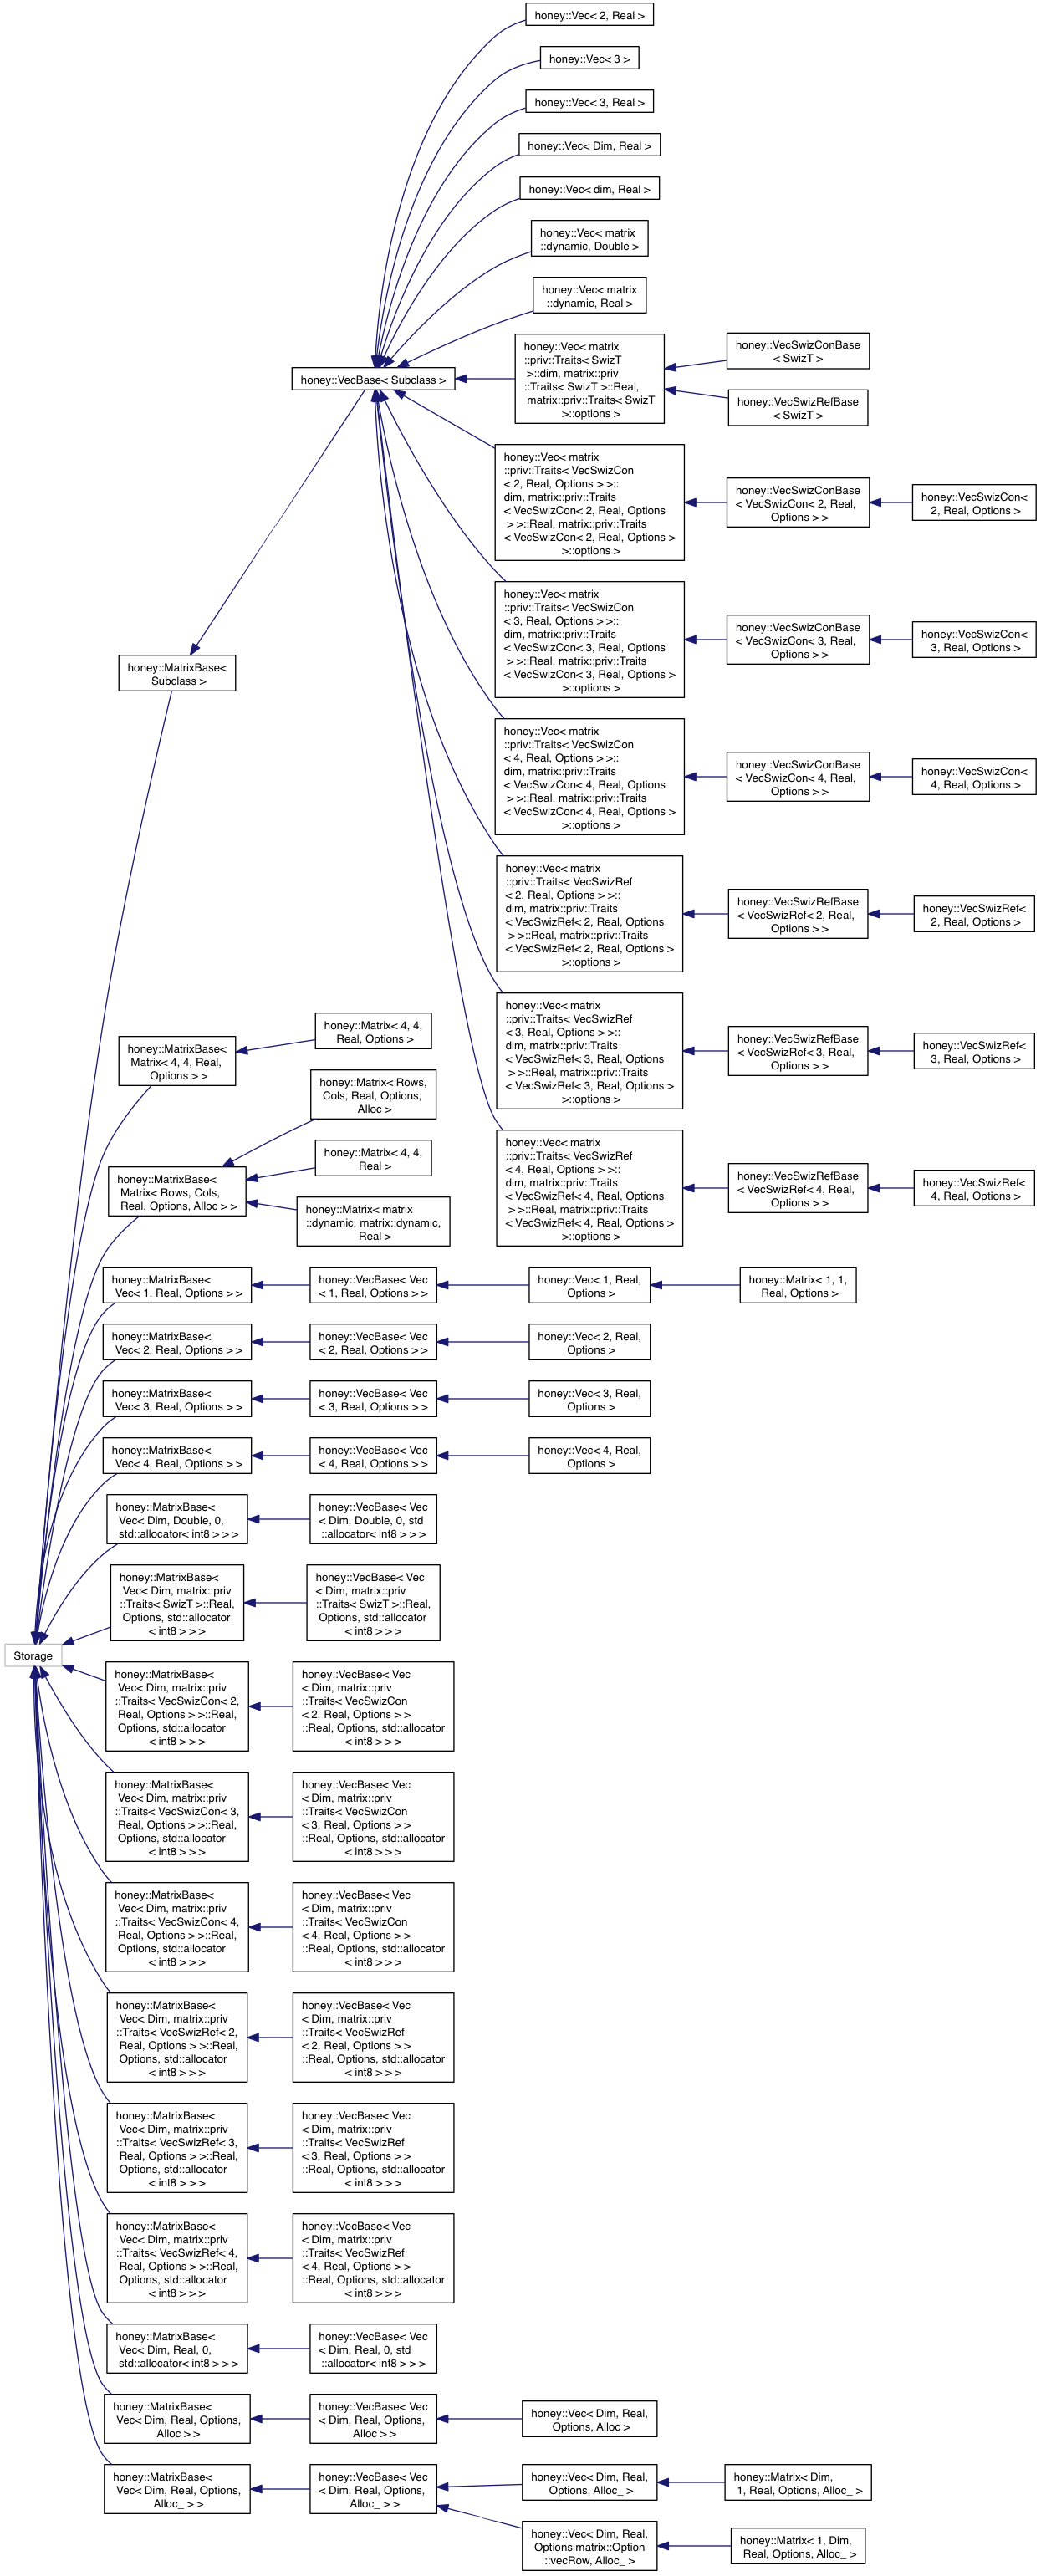 honey::Vec< 2, Real >
honey::Vec< 3 >
honey::Vec< 3, Real >
honey::Vec< Dim, Real >
honey::Vec< dim, Real >
honey::Vec< matrix
::dynamic, Double >
honey::Vec< matrix
::dynamic, Real >
honey::VecBase< Subclass >
honey::Vec< matrix
::priv::Traits< SwizT
>::dim, matrix::priv
::Traits< SwizT >::Real,
matrix::priv::Traits< SwizT
>::options >
honey::VecSwizConBase
< SwizT >
honey::VecSwizRefBase
< SwizT >
honey::Vec< matrix
::priv::Traits< VecSwizCon
< 2, Real, Options > >::
dim, matrix::priv::Traits
< VecSwizCon< 2, Real, Options
> >::Real, matrix::priv::Traits
< VecSwizCon< 2, Real, Options >
>::options >
honey::VecSwizConBase
< VecSwizCon< 2, Real,
Options > >
honey::VecSwizCon<
2, Real, Options >
honey::Vec< matrix
::priv::Traits< VecSwizCon
< 3, Real, Options > >::
dim, matrix::priv::Traits
< VecSwizCon< 3, Real, Options
> >::Real, matrix::priv::Traits
< VecSwizCon< 3, Real, Options >
>::options >
honey::VecSwizConBase
< VecSwizCon< 3, Real,
Options > >
honey::VecSwizCon<
3, Real, Options >
honey::MatrixBase<
Subclass >
honey::Vec< matrix
::priv::Traits< VecSwizCon
< 4, Real, Options > >::
dim, matrix::priv::Traits
< VecSwizCon< 4, Real, Options
> >::Real, matrix::priv::Traits
< VecSwizCon< 4, Real, Options >
>::options >
honey::VecSwizConBase
< VecSwizCon< 4, Real,
Options > >
honey::VecSwizCon<
4, Real, Options >
honey::Vec< matrix
::priv::Traits< VecSwizRef
< 2, Real, Options > >::
dim, matrix::priv::Traits
< VecSwizRef< 2, Real, Options
> >::Real, matrix::priv::Traits
< VecSwizRef< 2, Real, Options >
>::options >
honey::VecSwizRefBase
< VecSwizRef< 2, Real,
Options > >
honey::VecSwizRef<
2, Real, Options >
honey::Vec< matrix
::priv::Traits< VecSwizRef
< 3, Real, Options > >::
dim, matrix::priv::Traits
< VecSwizRef< 3, Real, Options
> >::Real, matrix::priv::Traits
< VecSwizRef< 3, Real, Options >
>::options >
honey::VecSwizRefBase
< VecSwizRef< 3, Real,
Options > >
honey::VecSwizRef<
3, Real, Options >
honey::MatrixBase<
Matrix< 4, 4, Real,
Options > >
honey::Matrix< 4, 4,
Real, Options >
honey::Matrix< Rows,
Cols, Real, Options,
Alloc >
honey::MatrixBase<
Matrix< Rows, Cols,
Real, Options, Alloc > >
honey::Matrix< 4, 4,
Real >
honey::Matrix< matrix
::dynamic, matrix::dynamic,
Real >
honey::Vec< matrix
::priv::Traits< VecSwizRef
< 4, Real, Options > >::
dim, matrix::priv::Traits
< VecSwizRef< 4, Real, Options
> >::Real, matrix::priv::Traits
< VecSwizRef< 4, Real, Options >
>::options >
honey::VecSwizRefBase
< VecSwizRef< 4, Real,
Options > >
honey::VecSwizRef<
4, Real, Options >
honey::MatrixBase<
Vec< 1, Real, Options > >
honey::VecBase< Vec
< 1, Real, Options > >
honey::Vec< 1, Real,
Options >
honey::Matrix< 1, 1,
Real, Options >
honey::MatrixBase<
Vec< 2, Real, Options > >
honey::VecBase< Vec
< 2, Real, Options > >
honey::Vec< 2, Real,
Options >
honey::MatrixBase<
Vec< 3, Real, Options > >
honey::VecBase< Vec
< 3, Real, Options > >
honey::Vec< 3, Real,
Options >
honey::MatrixBase<
Vec< 4, Real, Options > >
honey::VecBase< Vec
< 4, Real, Options > >
honey::Vec< 4, Real,
Options >
honey::MatrixBase<
Vec< Dim, Double, 0,
std::allocator< int8 > > >
honey::VecBase< Vec
< Dim, Double, 0, std
::allocator< int8 > > >
honey::MatrixBase<
Vec< Dim, matrix::priv
::Traits< SwizT >::Real,
Options, std::allocator
< int8 > > >
honey::VecBase< Vec
< Dim, matrix::priv
::Traits< SwizT >::Real,
Options, std::allocator
< int8 > > >
Storage
honey::MatrixBase<
Vec< Dim, matrix::priv
::Traits< VecSwizCon< 2,
Real, Options > >::Real,
Options, std::allocator
< int8 > > >
honey::VecBase< Vec
< Dim, matrix::priv
::Traits< VecSwizCon
< 2, Real, Options > >
::Real, Options, std::allocator
< int8 > > >
honey::MatrixBase<
Vec< Dim, matrix::priv
::Traits< VecSwizCon< 3,
Real, Options > >::Real,
Options, std::allocator
< int8 > > >
honey::VecBase< Vec
< Dim, matrix::priv
::Traits< VecSwizCon
< 3, Real, Options > >
::Real, Options, std::allocator
< int8 > > >
honey::MatrixBase<
Vec< Dim, matrix::priv
::Traits< VecSwizCon< 4,
Real, Options > >::Real,
Options, std::allocator
< int8 > > >
honey::VecBase< Vec
< Dim, matrix::priv
::Traits< VecSwizCon
< 4, Real, Options > >
::Real, Options, std::allocator
< int8 > > >
honey::MatrixBase<
Vec< Dim, matrix::priv
::Traits< VecSwizRef< 2,
Real, Options > >::Real,
Options, std::allocator
< int8 > > >
honey::VecBase< Vec
< Dim, matrix::priv
::Traits< VecSwizRef
< 2, Real, Options > >
::Real, Options, std::allocator
< int8 > > >
honey::MatrixBase<
Vec< Dim, matrix::priv
::Traits< VecSwizRef< 3,
Real, Options > >::Real,
Options, std::allocator
< int8 > > >
honey::VecBase< Vec
< Dim, matrix::priv
::Traits< VecSwizRef
< 3, Real, Options > >
::Real, Options, std::allocator
< int8 > > >
honey::MatrixBase<
Vec< Dim, matrix::priv
::Traits< VecSwizRef< 4,
Real, Options > >::Real,
Options, std::allocator
< int8 > > >
honey::VecBase< Vec
< Dim, matrix::priv
::Traits< VecSwizRef
< 4, Real, Options > >
::Real, Options, std::allocator
< int8 > > >
honey::MatrixBase<
Vec< Dim, Real, 0,
std::allocator< int8 > > >
honey::VecBase< Vec
< Dim, Real, 0, std
::allocator< int8 > > >
honey::MatrixBase<
Vec< Dim, Real, Options,
Alloc > >
honey::VecBase< Vec
< Dim, Real, Options,
Alloc > >
honey::Vec< Dim, Real,
Options, Alloc >
honey::MatrixBase<
Vec< Dim, Real, Options,
Alloc_ > >
honey::VecBase< Vec
< Dim, Real, Options,
Alloc_ > >
honey::Vec< Dim, Real,
Options, Alloc_ >
honey::Matrix< Dim,
1, Real, Options, Alloc_ >
honey::Vec< Dim, Real,
Options|matrix::Option
::vecRow, Alloc_ >
honey::Matrix< 1, Dim,
Real, Options, Alloc_ >